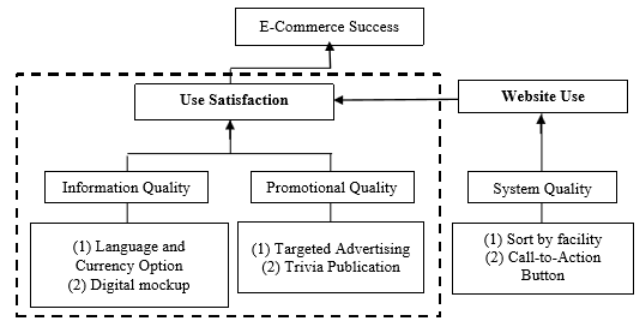 E-Commerce Success
Use Satisfaction
Website Use
Information Quality
Promotional Quality
System Quality
(1) Language and
Currency Option
(2) Digital mockup
(1) Targeted Advertising
(2) Trivia Publication
(1) Sort by facility
(2) Call-to-Action
Button